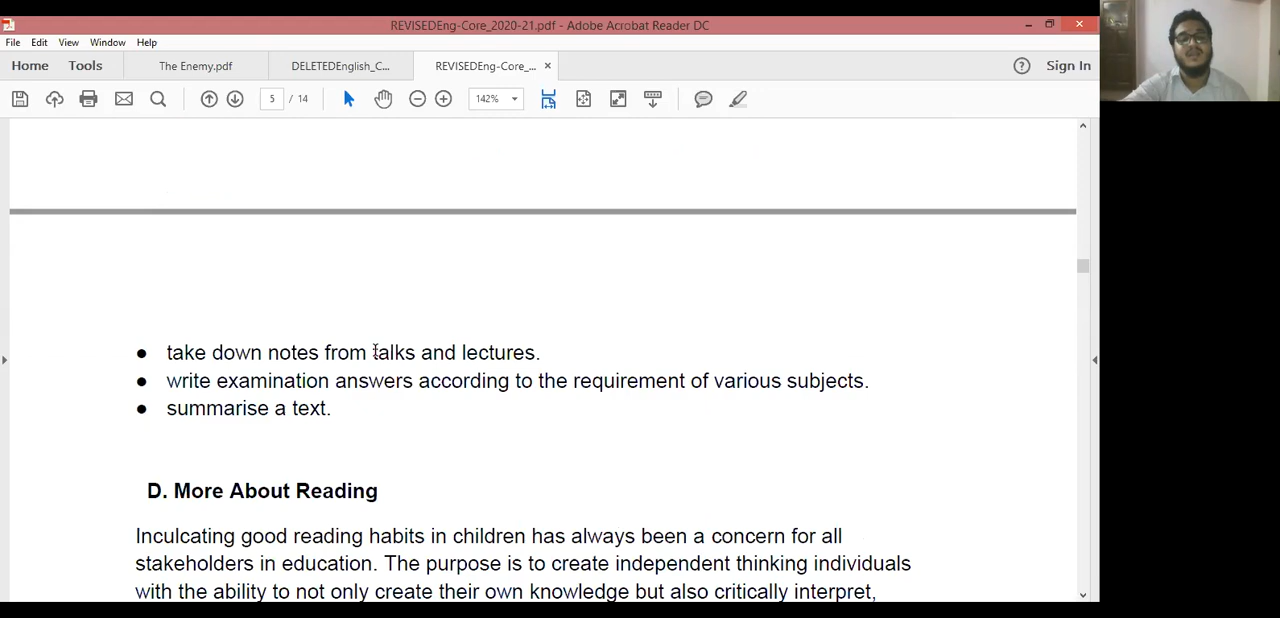 REVISEDEng-Core_2020-21.pdf - Adobe Acrobat Reader DC
File Edit View Window Help
Home Tools The Enemy.pdf DELETEDEnglish_C... REVISEDEng-Core_... × ? Sign In
5 / 14 142%
● take down notes from talks and lectures.
● write examination answers according to the requirement of various subjects.
● summarise a text.
D. More About Reading
Inculcating good reading habits in children has always been a concern for all
stakeholders in education. The purpose is to create independent thinking individuals
with the ability to not only create their own knowledge but also critically interpret,